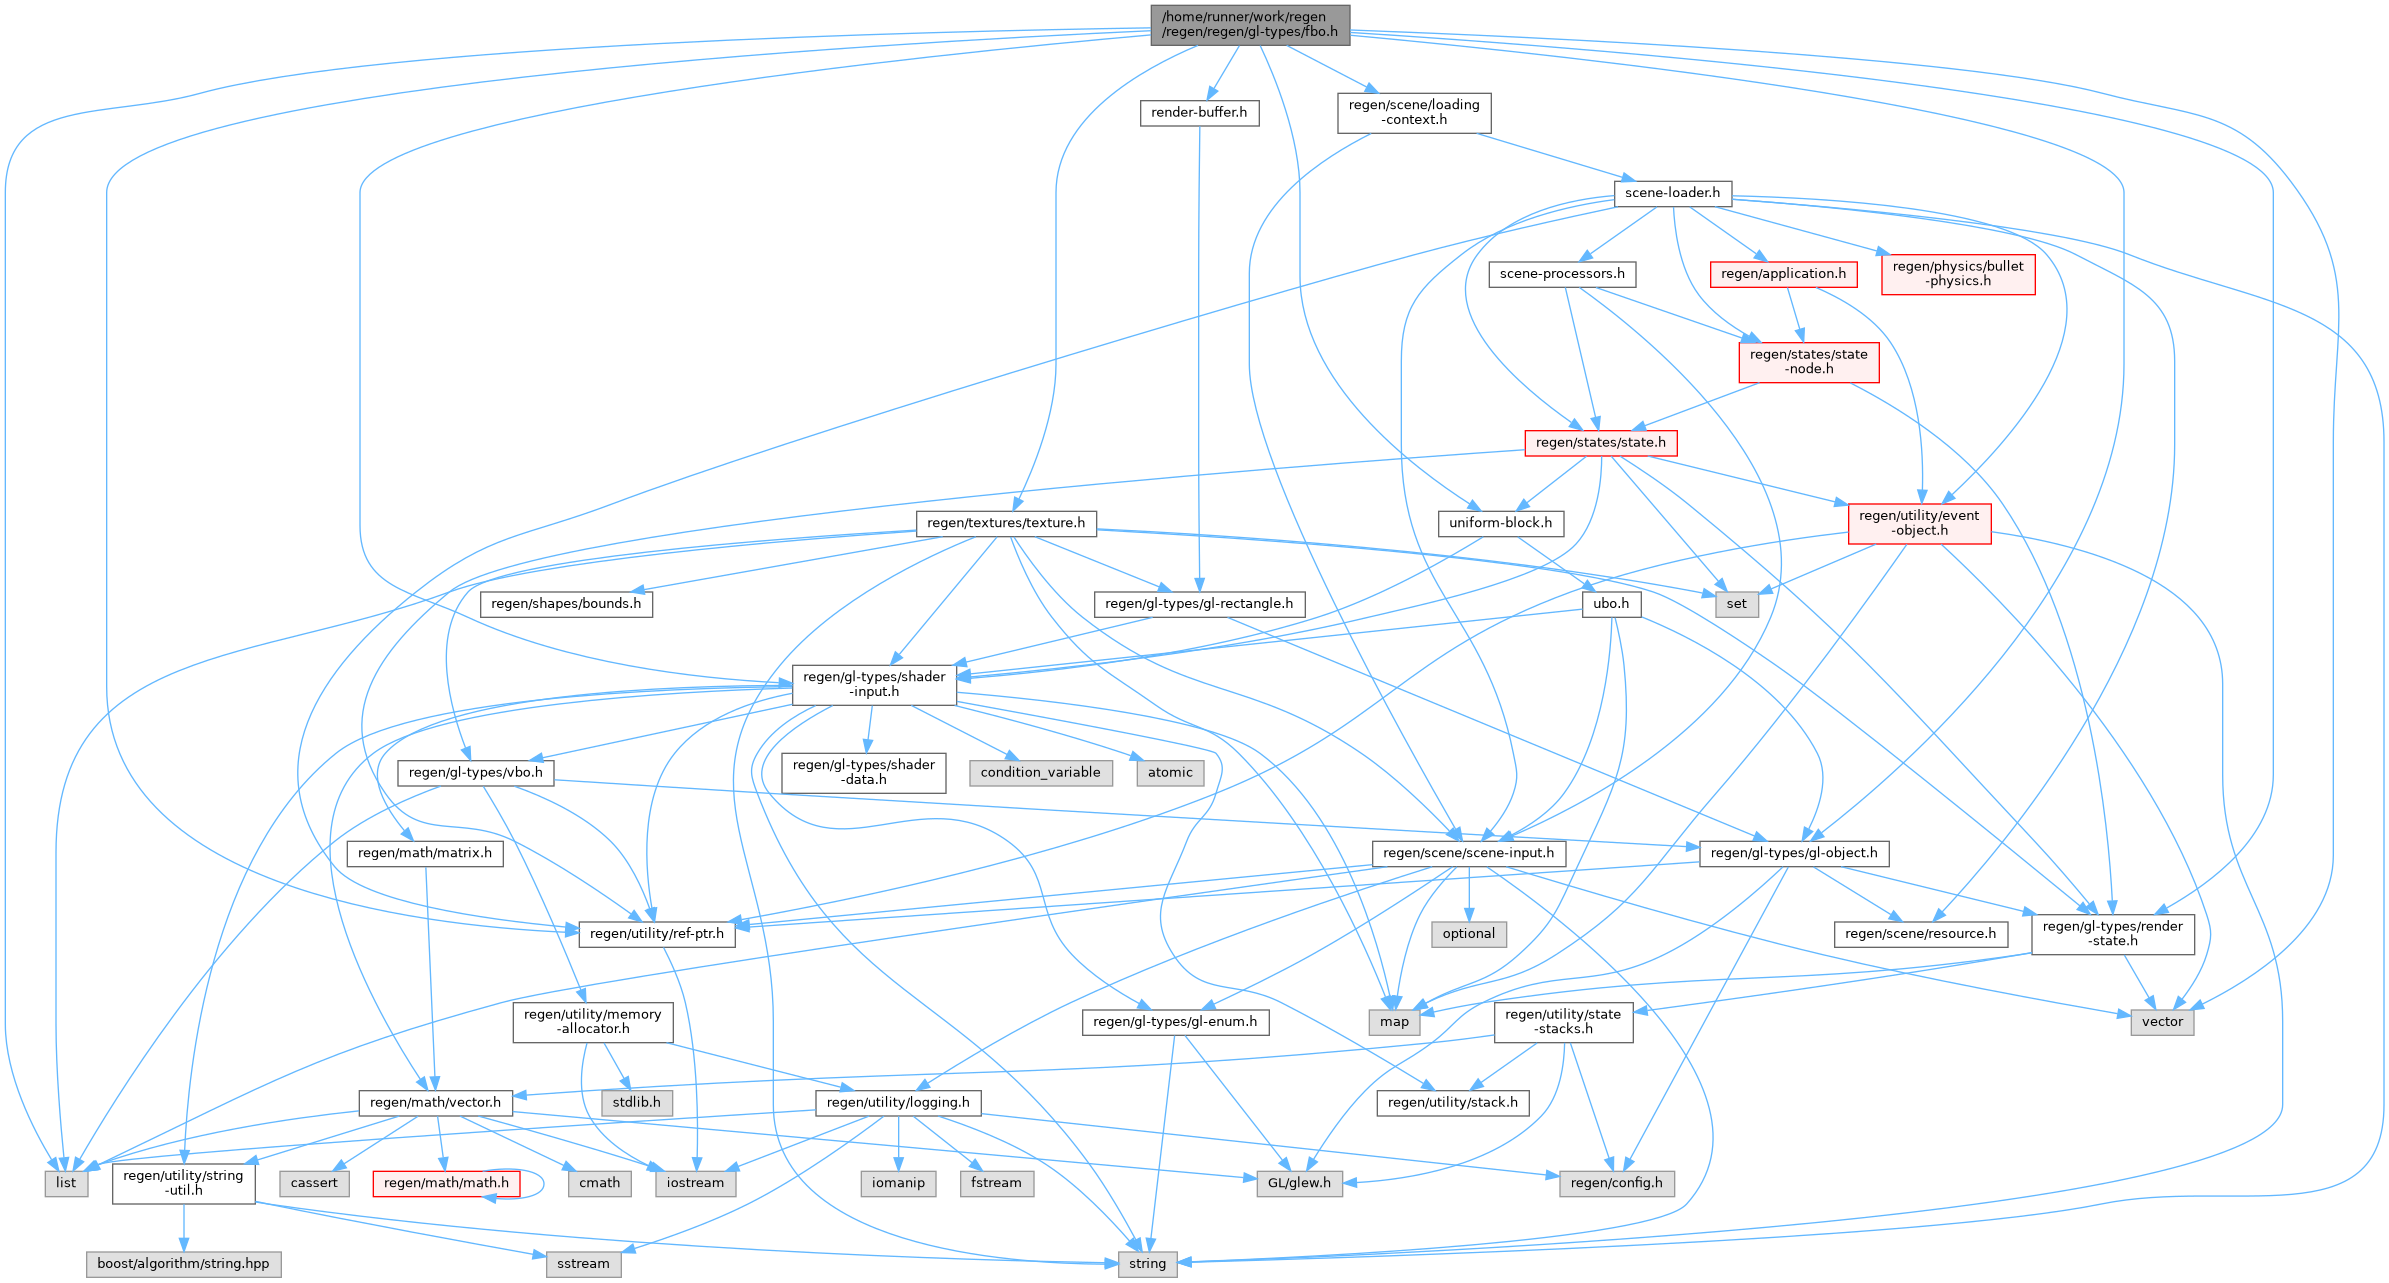 /home/runner/work/regen
/regen/regen/gl-types/fbo.h
render-buffer.h
regen/scene/loading
-context.h
scene-loader.h
scene-processors.h
regen/application.h
regen/physics/bullet
-physics.h
regen/states/state
-node.h
regen/states/state.h
regen/textures/texture.h
uniform-block.h
regen/utility/event
-object.h
regen/shapes/bounds.h
regen/gl-types/gl-rectangle.h
ubo.h
set
regen/gl-types/shader
-input.h
regen/gl-types/vbo.h
regen/gl-types/shader
-data.h
condition_variable
atomic
regen/math/matrix.h
regen/scene/scene-input.h
regen/gl-types/gl-object.h
regen/utility/ref-ptr.h
optional
regen/scene/resource.h
regen/gl-types/render
-state.h
regen/utility/memory
-allocator.h
regen/gl-types/gl-enum.h
map
regen/utility/state
-stacks.h
vector
regen/math/vector.h
stdlib.h
regen/utility/logging.h
regen/utility/stack.h
list
regen/utility/string
-util.h
cassert
regen/math/math.h
cmath
iostream
iomanip
fstream
GL/glew.h
regen/config.h
boost/algorithm/string.hpp
sstream
string